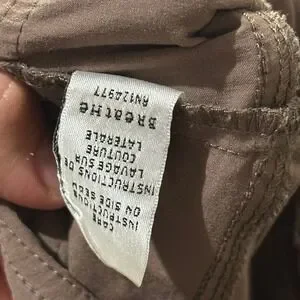 CARE
INSTRUCTIONS
ON SIDE SEAM
INSTRUCTIONS DE
LAVAGE SUR
COUTURE
LATERALE
BReatHe
RN124977